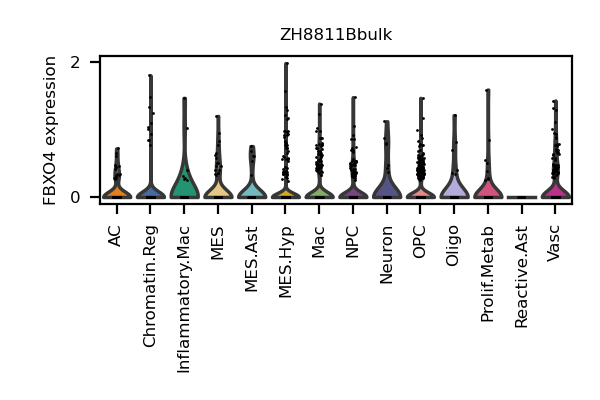 ZH8811Bbulk
FBXO4 expression
2
0
AC
Chromatin.Reg
Inflammatory.Mac
MES
MES.Ast
MES.Hyp
Mac
NPC
Neuron
OPC
Oligo
Prolif.Metab
Reactive.Ast
Vasc